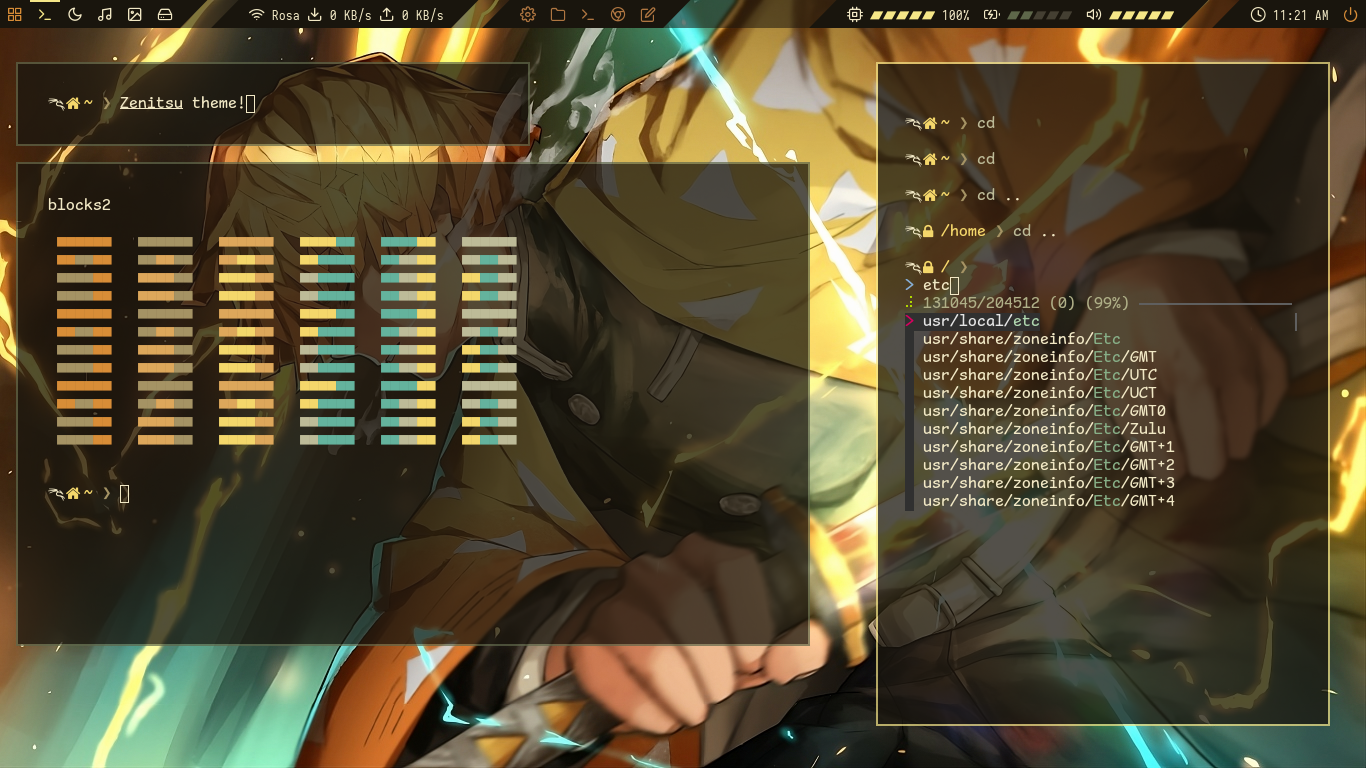 Rosa 0 KB/s 0 KB/s 100% 11:21 AM
~ ❯ Zenitsu theme!
blocks2
~ ❯
~ ❯ cd
~ ❯ cd
~ ❯ cd ..
/home ❯ cd ..
/ ❯
> etc
131045/204512 (0) (99%)
> usr/local/etc
usr/share/zoneinfo/Etc
usr/share/zoneinfo/Etc/GMT
usr/share/zoneinfo/Etc/UTC
usr/share/zoneinfo/Etc/UCT
usr/share/zoneinfo/Etc/GMT0
usr/share/zoneinfo/Etc/Zulu
usr/share/zoneinfo/Etc/GMT+1
usr/share/zoneinfo/Etc/GMT+2
usr/share/zoneinfo/Etc/GMT+3
usr/share/zoneinfo/Etc/GMT+4